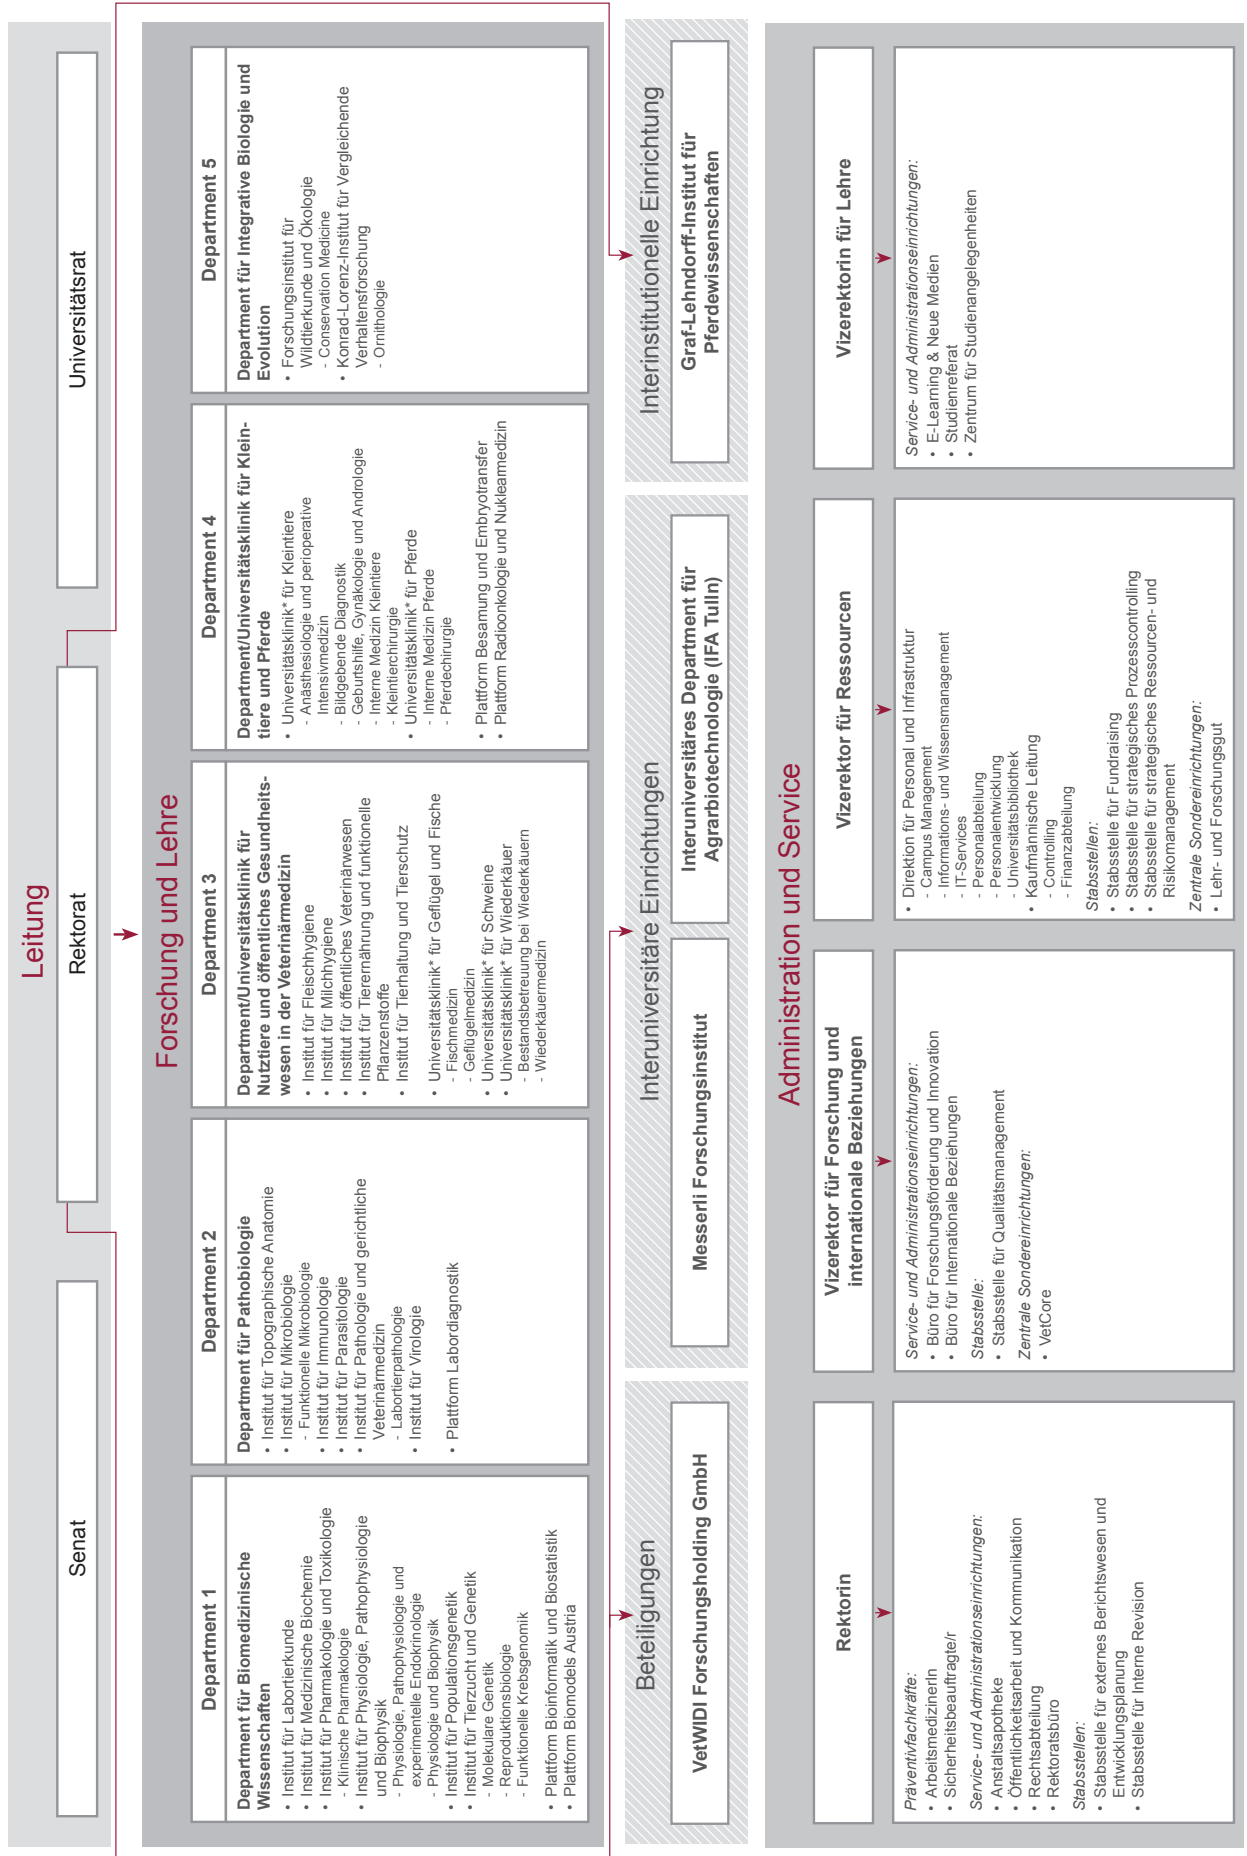 Leitung
Senat
Rektorat
Universitätsrat
Forschung und Lehre
Department 1
Department für Biomedizinische
Wissenschaften
• Institut für Labortierkunde
• Institut für Medizinische Biochemie
• Institut für Pharmakologie und Toxikologie
- Klinische Pharmakologie
• Institut für Physiologie, Pathophysiologie
und Biophysik
- Physiologie, Pathophysiologie und
experimentelle Endokrinologie
- Physiologie und Biophysik
• Institut für Populationsgenetik
• Institut für Tierzucht und Genetik
- Molekulare Genetik
- Reproduktionsbiologie
- Funktionelle Krebsgenomik
• Plattform Bioinformatik und Biostatistik
• Plattform Biomodels Austria
Department 2
Department für Pathobiologie
• Institut für Topographische Anatomie
• Institut für Mikrobiologie
- Funktionelle Mikrobiologie
• Institut für Immunologie
• Institut für Parasitologie
• Institut für Pathologie und gerichtliche
Veterinärmedizin
- Labortierpathologie
• Institut für Virologie
• Plattform Labordiagnostik
Department 3
Department/Universitätsklinik für
Nutztiere und öffentliches Gesundheits-
wesen in der Veterinärmedizin
• Institut für Fleischhygiene
• Institut für Milchhygiene
• Institut für öffentliches Veterinärwesen
• Institut für Tierernährung und funktionelle
Pflanzenstoffe
• Institut für Tierhaltung und Tierschutz
• Universitätsklinik* für Geflügel und Fische
- Fischmedizin
- Geflügelmedizin
• Universitätsklinik* für Schweine
• Universitätsklinik* für Wiederkäuer
- Bestandsbetreuung bei Wiederkäuern
- Wiederkäuermedizin
Department 4
Department/Universitätsklinik für Klein-
tiere und Pferde
• Universitätsklinik* für Kleintiere
- Anästhesiologie und perioperative
Intensivmedizin
- Bildgebende Diagnostik
- Geburtshilfe, Gynäkologie und Andrologie
- Interne Medizin Kleintiere
- Kleintierchirurgie
• Universitätsklinik* für Pferde
- Interne Medizin Pferde
- Pferdechirurgie
• Plattform Besamung und Embryotransfer
• Plattform Radioonkologie und Nuklearmedizin
Department 5
Department für Integrative Biologie und
Evolution
• Forschungsinstitut für
Wildtierkunde und Ökologie
- Conservation Medicine
• Konrad-Lorenz-Institut für Vergleichende
Verhaltensforschung
- Ornithologie
Beteiligungen
VetWIDI Forschungsholding GmbH
Interuniversitäre Einrichtungen
Messerli Forschungsinstitut
Interuniversitäres Department für
Agrarbiotechnologie (IFA Tulln)
Interinstitutionelle Einrichtung
Graf-Lehndorff-Institut für
Pferdewissenschaften
Administration und Service
Rektorin
Präventivfachkräfte:
• ArbeitsmedizinerIn
• Sicherheitsbeauftragte/r
Service- und Administrationseinrichtungen:
• Anstaltsapotheke
• Öffentlichkeitsarbeit und Kommunikation
• Rechtsabteilung
• Rektoratsbüro
Stabsstellen:
• Stabsstelle für externes Berichtswesen und
Entwicklungsplanung
• Stabsstelle für Interne Revision
Vizerektor für Forschung und
internationale Beziehungen
Service- und Administrationseinrichtungen:
• Büro für Forschungsförderung und Innovation
• Büro für Internationale Beziehungen
Stabsstelle:
• Stabsstelle für Qualitätsmanagement
Zentrale Sondereinrichtungen:
• VetCore
Vizerektor für Ressourcen
• Direktion für Personal und Infrastruktur
- Campus Management
- Informations- und Wissensmanagement
- IT-Services
- Personalabteilung
- Personalentwicklung
- Universitätsbibliothek
• Kaufmännische Leitung
- Controlling
- Finanzabteilung
Stabsstellen:
• Stabsstelle für Fundraising
• Stabsstelle für strategisches Prozesscontrolling
• Stabsstelle für strategisches Ressourcen- und
Risikomanagement
Zentrale Sondereinrichtungen:
• Lehr- und Forschungsgut
Vizerektorin für Lehre
Service- und Administrationseinrichtungen:
• E-Learning & Neue Medien
• Studienreferat
• Zentrum für Studienangelegenheiten